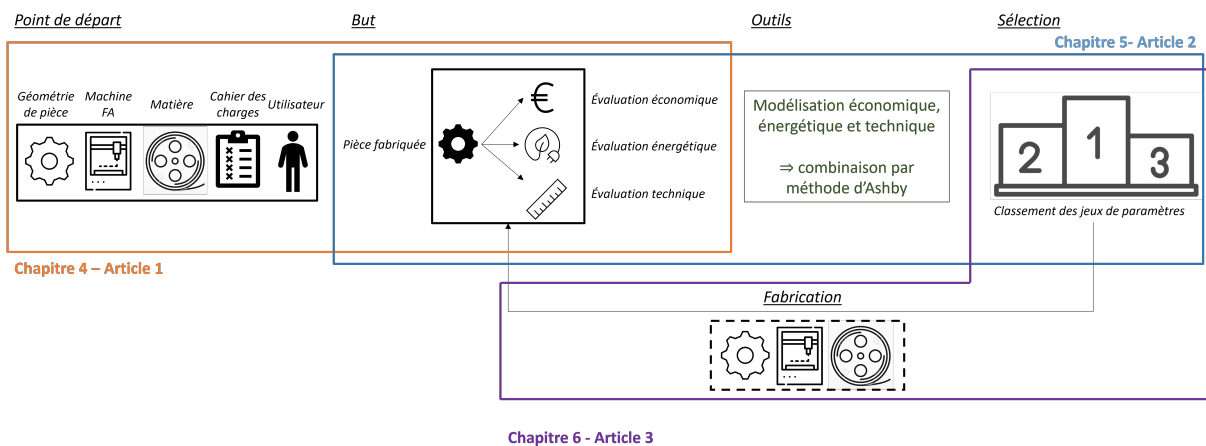 Point de départ
But
Outils
Sélection
Chapitre 5- Article 2
Géométrie
de pièce
Machine
FA
Matière
Cahier des
charges
Utilisateur
Pièce fabriquée
€
Évaluation économique
Évaluation énergétique
Évaluation technique
Modélisation économique,
énergétique et technique
⇒ combinaison par
méthode d’Ashby
2
1
3
Classement des jeux de paramètres
Chapitre 4 – Article 1
Fabrication
Chapitre 6 - Article 3